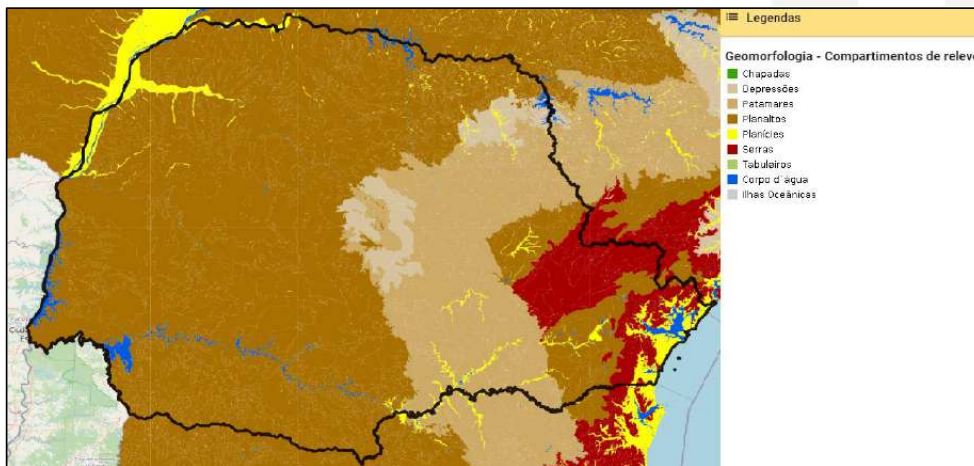 Legendas
Geomorfologia - Compartimentos de relev
Chapadas
Depressões
Patamares
Planaltos
Planícies
Serras
Tabuleiros
Corpo d'água
Ilhas Oceânicas